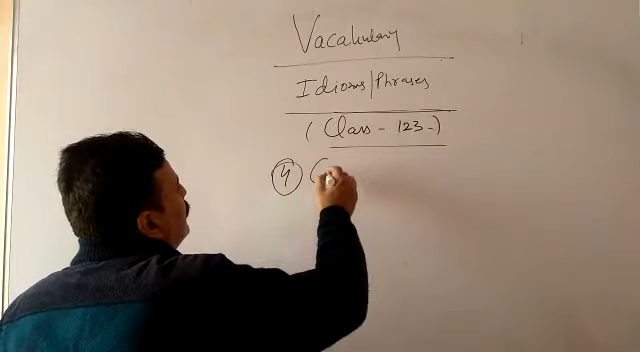 Vacabulary
Idioms/Phrases
( Class - 123 - )
4 (